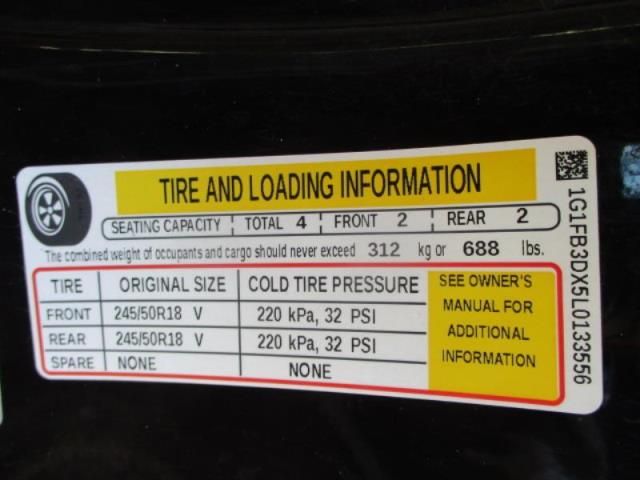 TIRE AND LOADING INFORMATION
SEATING CAPACITY TOTAL 4 FRONT 2 REAR 2
The combined weight of occupants and cargo should never exceed 312 kg or 688 lbs.
TIRE ORIGINAL SIZE COLD TIRE PRESSURE
FRONT 245/50R18 V 220 kPa, 32 PSI
REAR 245/50R18 V 220 kPa, 32 PSI
SPARE NONE NONE
SEE OWNER'S
MANUAL FOR
ADDITIONAL
INFORMATION
1G1FB3DX5L0133556